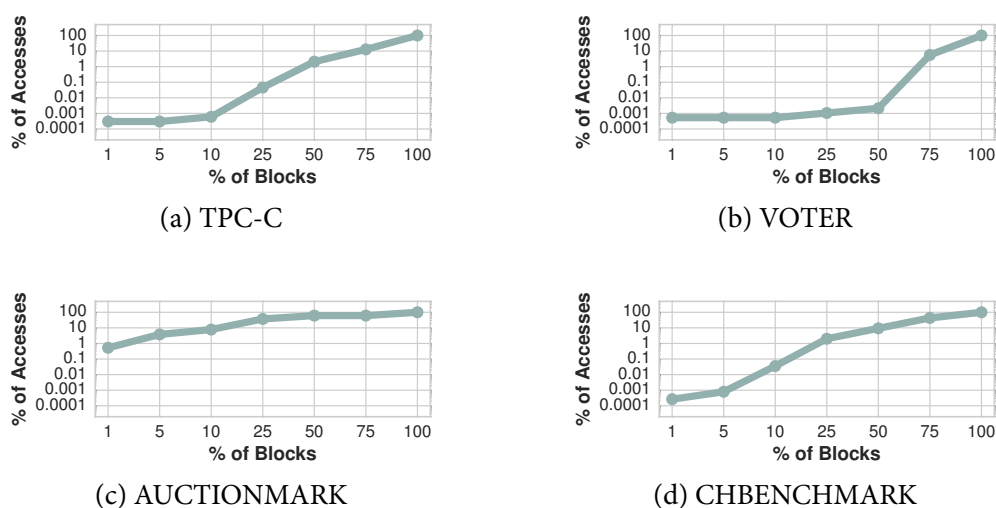 % of Accesses
100
10
1
0.1
0.01
0.001
0.0001
1 5 10 25 50 75 100
% of Blocks
(a) TPC-C
% of Accesses
100
10
1
0.1
0.01
0.001
0.0001
1 5 10 25 50 75 100
% of Blocks
(b) VOTER
% of Accesses
100
10
1
0.1
0.01
0.001
0.0001
1 5 10 25 50 75 100
% of Blocks
(c) AUCTIONMARK
% of Accesses
100
10
1
0.1
0.01
0.001
0.0001
1 5 10 25 50 75 100
% of Blocks
(d) CHBENCHMARK